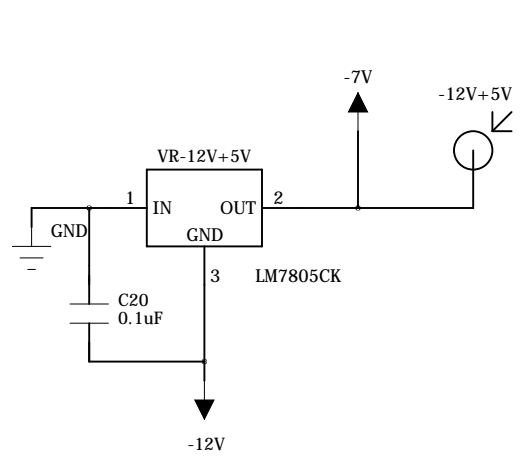 -7V
-12V+5V
VR-12V+5V
1
IN
OUT
2
GND
GND
3
LM7805CK
C20
0.1uF
-12V